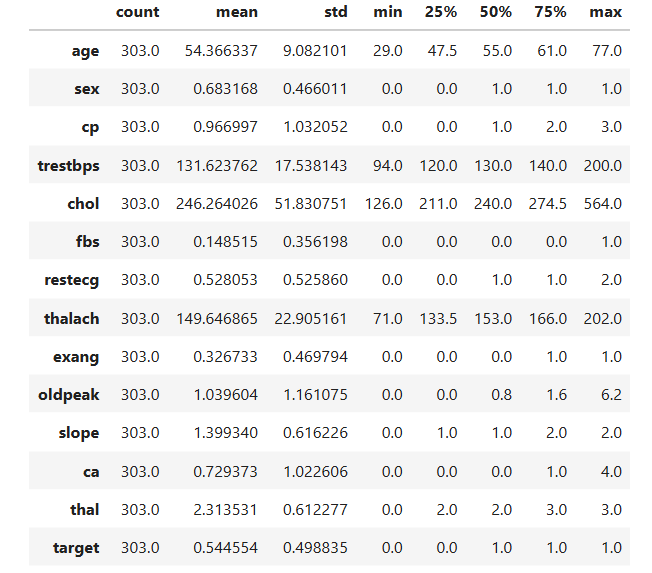 count mean std min 25% 50% 75% max
age 303.0 54.366337 9.082101 29.0 47.5 55.0 61.0 77.0
sex 303.0 0.683168 0.466011 0.0 0.0 1.0 1.0 1.0
cp 303.0 0.966997 1.032052 0.0 0.0 1.0 2.0 3.0
trestbps 303.0 131.623762 17.538143 94.0 120.0 130.0 140.0 200.0
chol 303.0 246.264026 51.830751 126.0 211.0 240.0 274.5 564.0
fbs 303.0 0.148515 0.356198 0.0 0.0 0.0 0.0 1.0
restecg 303.0 0.528053 0.525860 0.0 0.0 1.0 1.0 2.0
thalach 303.0 149.646865 22.905161 71.0 133.5 153.0 166.0 202.0
exang 303.0 0.326733 0.469794 0.0 0.0 0.0 1.0 1.0
oldpeak 303.0 1.039604 1.161075 0.0 0.0 0.8 1.6 6.2
slope 303.0 1.399340 0.616226 0.0 1.0 1.0 2.0 2.0
ca 303.0 0.729373 1.022606 0.0 0.0 0.0 1.0 4.0
thal 303.0 2.313531 0.612277 0.0 2.0 2.0 3.0 3.0
target 303.0 0.544554 0.498835 0.0 0.0 1.0 1.0 1.0